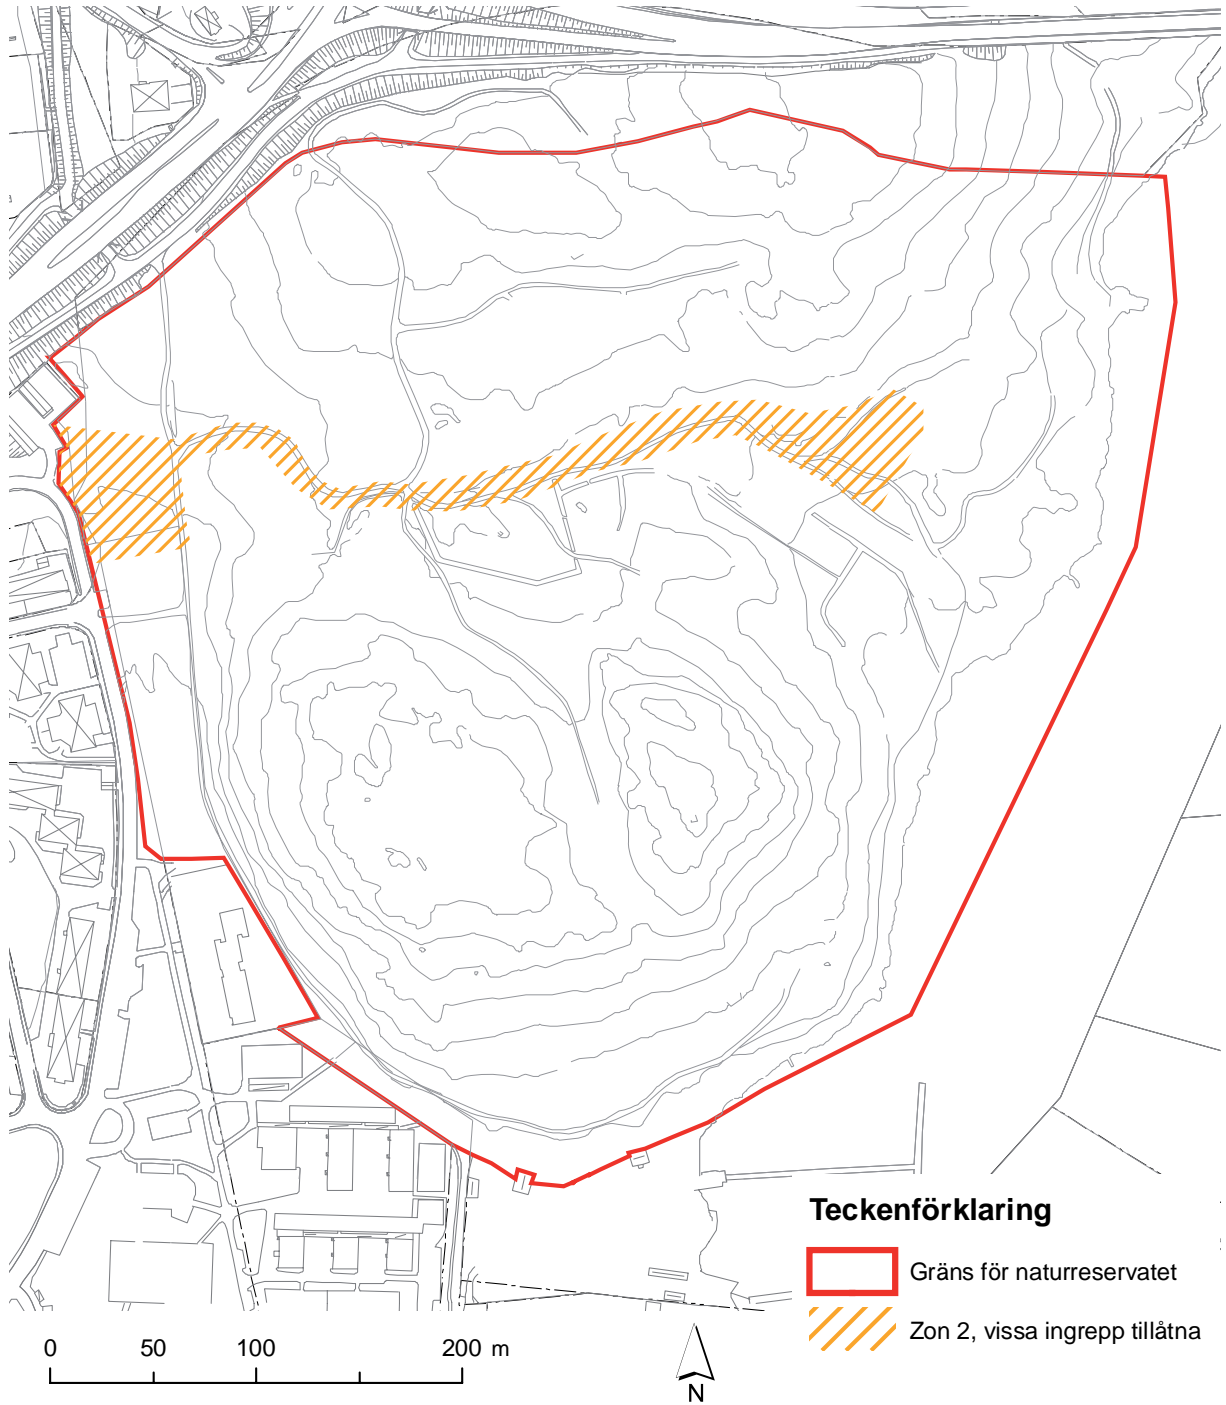 Teckenförklaring
Gräns för naturreservatet
Zon 2, vissa ingrepp tillåtna
0 50 100 200 m
N